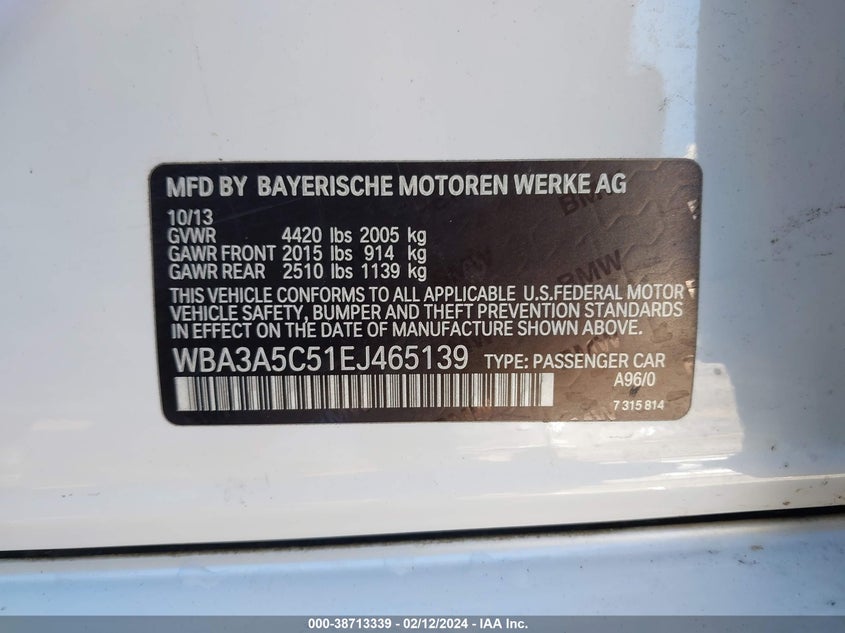 MFD BY BAYERISCHE MOTOREN WERKE AG
10/13
GVWR 4420 lbs 2005 kg
GAWR FRONT 2015 lbs 914 kg
GAWR REAR 2510 lbs 1139 kg
THIS VEHICLE CONFORMS TO ALL APPLICABLE U.S.FEDERAL MOTOR
VEHICLE SAFETY, BUMPER AND THEFT PREVENTION STANDARDS
IN EFFECT ON THE DATE OF MANUFACTURE SHOWN ABOVE.
WBA3A5C51EJ465139 TYPE: PASSENGER CAR
A96/0
7 315 814
000-38713339 - 02/12/2024 - IAA Inc.